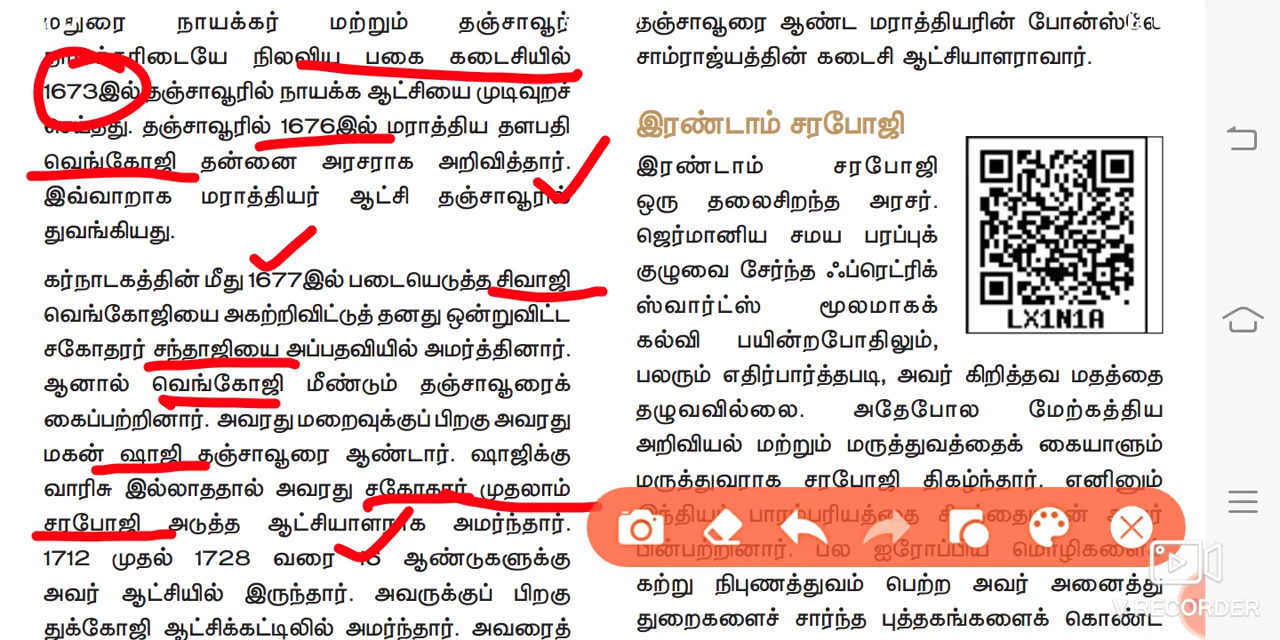 மதுரை நாயக்கர் மற்றும் தஞ்சாவூர்
நிலவிய பகை கடைசியில்
1673இல் தஞ்சாவூரில் நாயக்க ஆட்சியை முடிவுறச்
செய்தது. தஞ்சாவூரில் 1676இல் மராத்திய தளபதி
வெங்கோஜி தன்னை அரசராக அறிவித்தார்.
இவ்வாறாக மராத்தியர் ஆட்சி தஞ்சாவூரில்
துவங்கியது.
கர்நாடகத்தின் மீது 1677இல் படையெடுத்த சிவாஜி
வெங்கோஜியை அகற்றிவிட்டுத் தனது ஒன்றுவிட்ட
சகோதரர் சந்தாஜியை அப்பதவியில் அமர்த்தினார்.
ஆனால் வெங்கோஜி மீண்டும் தஞ்சாவூரைக்
கைப்பற்றினார். அவரது மறைவுக்குப் பிறகு அவரது
மகன் ஷாஜி தஞ்சாவூரை ஆண்டார். ஷாஜிக்கு
வாரிசு இல்லாததால் அவரது சகோதரர் முதலாம்
சரபோஜி அடுத்த ஆட்சியாளராக அமர்ந்தார்.
1712 முதல் 1728 வரை 16 ஆண்டுகளுக்கு
அவர் ஆட்சியில் இருந்தார். அவருக்குப் பிறகு
துக்கோஜி ஆட்சிக்கட்டிலில் அமர்ந்தார். அவரைத்
தஞ்சாவூரை ஆண்ட மராத்தியரின் போன்ஸ்லே
சாம்ராஜ்யத்தின் கடைசி ஆட்சியாளராவார்.
இரண்டாம் சரபோஜி
இரண்டாம் சரபோஜி
ஒரு தலைசிறந்த அரசர்.
ஜெர்மானிய சமய பரப்புக்
குழுவை சேர்ந்த ஃப்ரெட்ரிக்
ஸ்வார்ட்ஸ் மூலமாகக்
கல்வி பயின்றபோதிலும்,
பலரும் எதிர்பார்த்தபடி, அவர் கிறித்தவ மதத்தை
தழுவவில்லை. அதேபோல மேற்கத்திய
அறிவியல் மற்றும் மருத்துவத்தைக் கையாளும்
மருத்துவராக சரபோஜி திகழ்ந்தார். எனினும்
இந்தியப் பாரம்பரியத்தை அவர்
பின்பற்றினார். பல ஐரோப்பிய மொழிகளைக்
கற்று நிபுணத்துவம் பெற்ற அவர் அனைத்து
துறைகளைச் சார்ந்த புத்தகங்களைக் கொண்ட
LX1N1A
V RECORDER